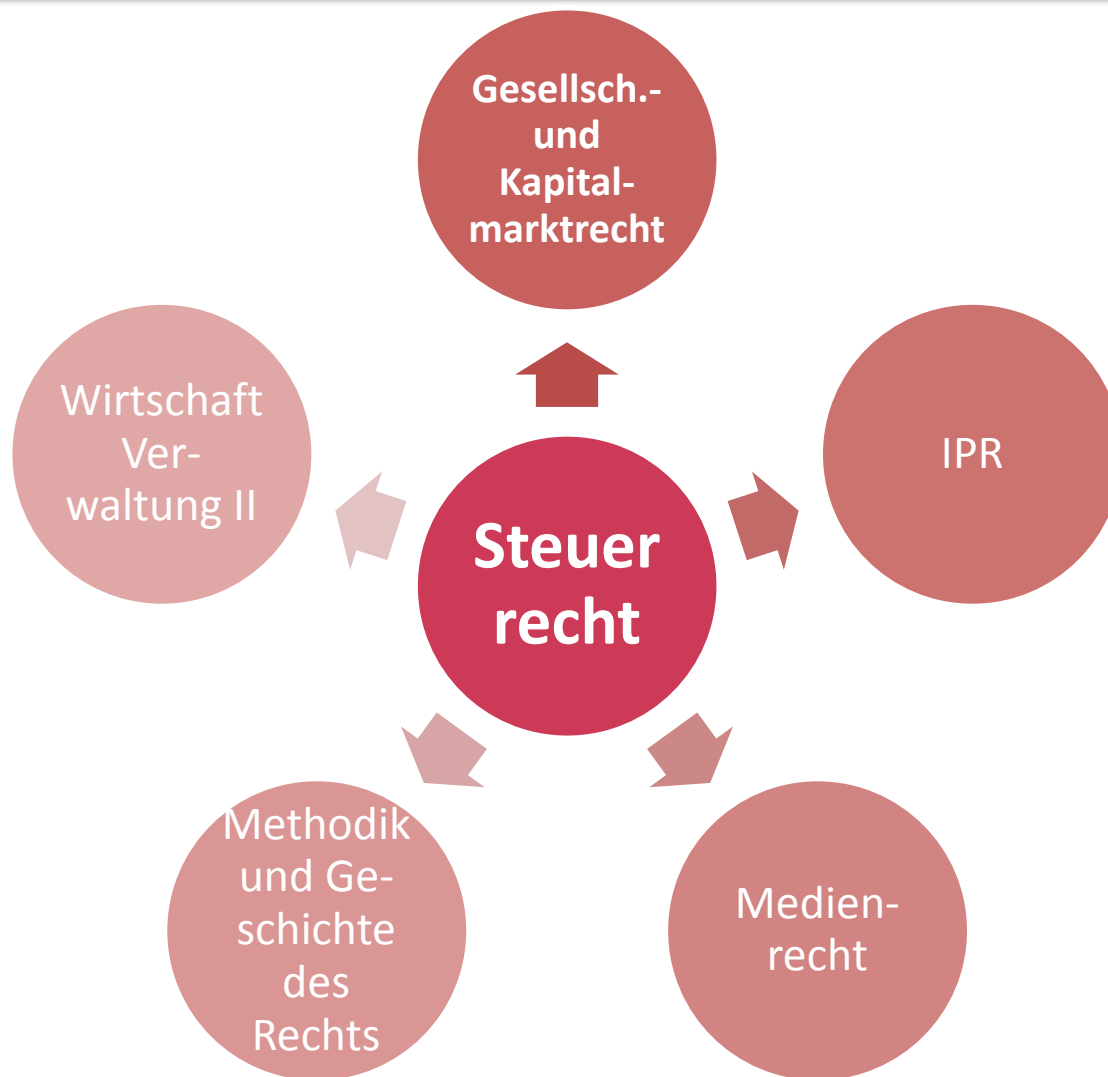 Gesellsch.-
und
Kapital-
marktrecht
Wirtschaft
Ver-
waltung II
IPR
Steuer
recht
Methodik
und Ge-
schichte
des
Rechts
Medien-
recht